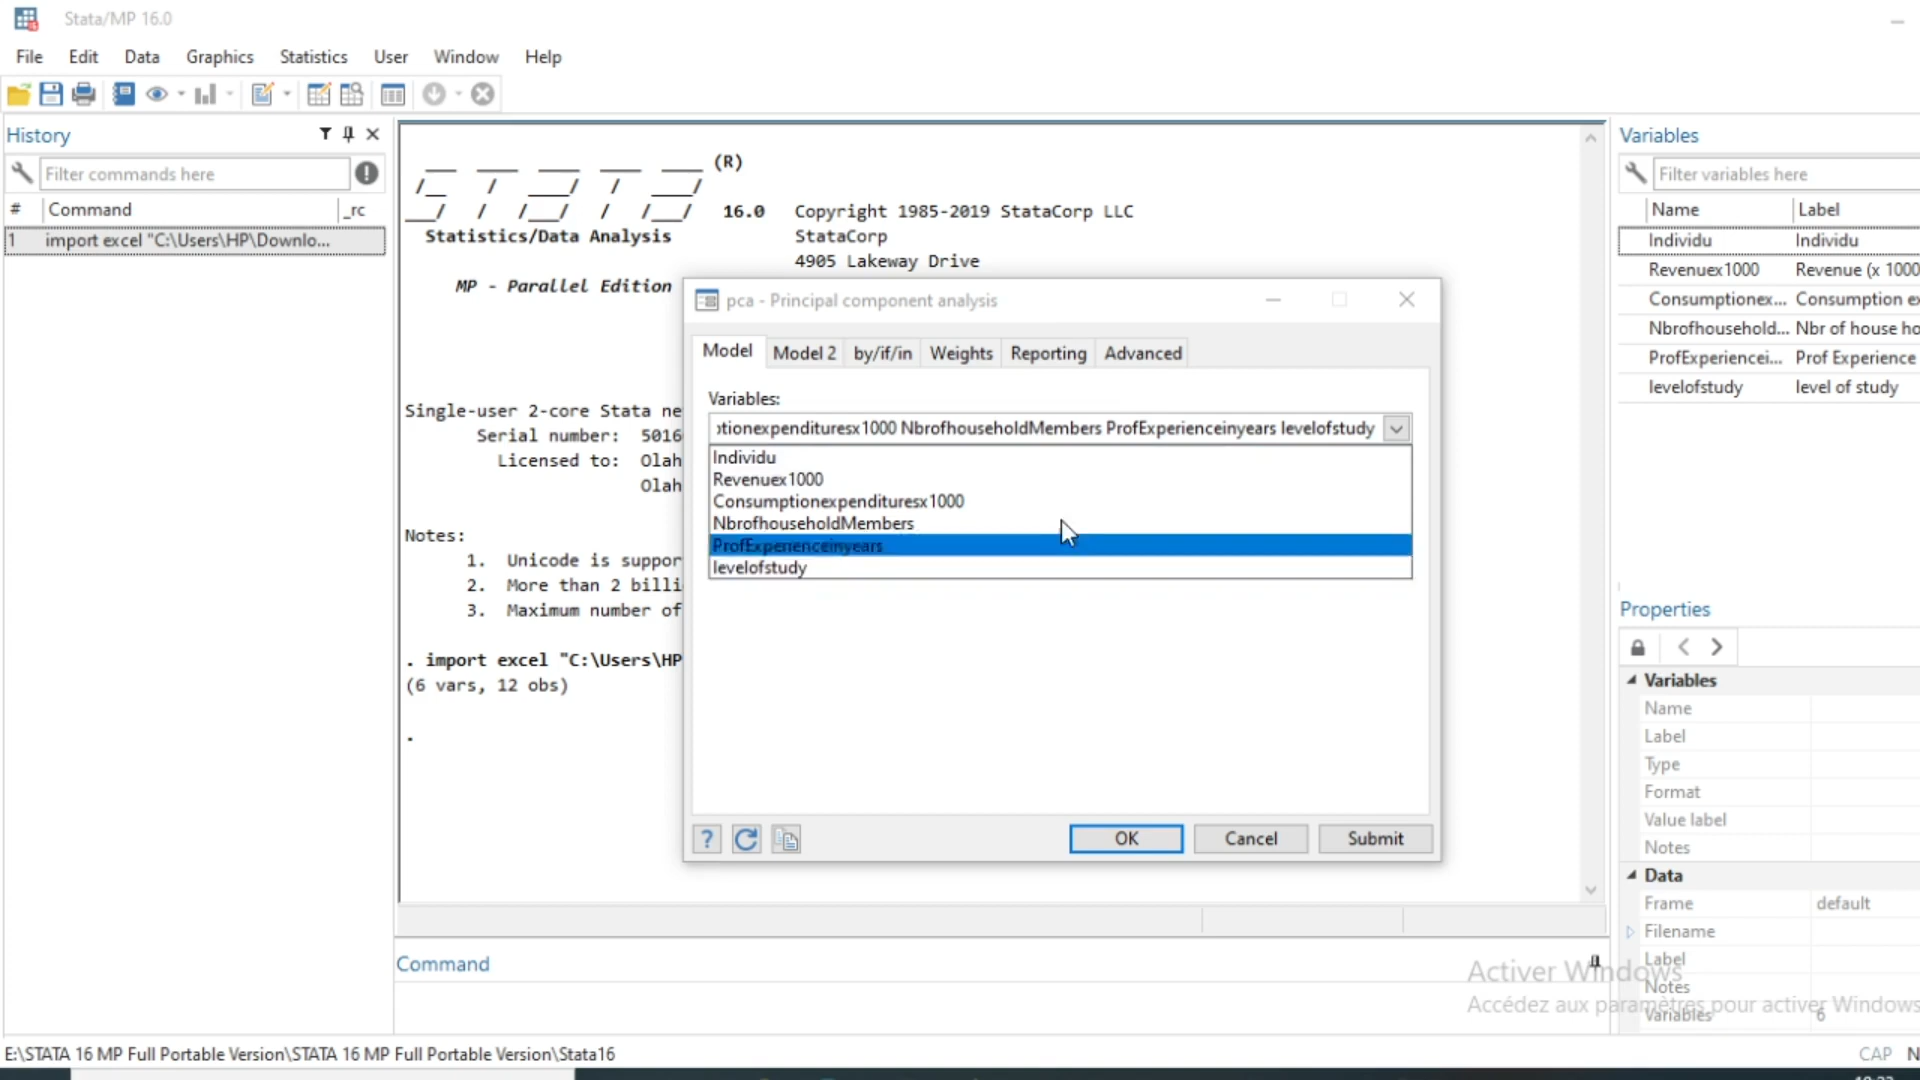 Stata/MP 16.0
File Edit Data Graphics Statistics User Window Help
History
Filter commands here
# Command _rc
1 import excel "C:\Users\HP\Downlo...
(R)
16.0 Copyright 1985-2019 StataCorp LLC
Statistics/Data Analysis StataCorp
4905 Lakeway Drive
MP - Parallel Edition
Single-user 2-core Stata ne
Serial number: 5016
Licensed to: Olah
Olah
Notes:
1. Unicode is suppor
2. More than 2 billi
3. Maximum number of
. import excel "C:\Users\HP
(6 vars, 12 obs)
.
pca - Principal component analysis
Model Model 2 by/if/in Weights Reporting Advanced
Variables:
tionexpendituresx1000 NbrofhouseholdMembers ProfExperienceinyears levelofstudy
Individu
Revenuex1000
Consumptionexpendituresx1000
NbrofhouseholdMembers
ProfExperienceinyears
levelofstudy
? OK Cancel Submit
Command
Variables
Filter variables here
Name Label
Individu Individu
Revenuex1000 Revenue (x 1000
Consumptionex... Consumption ex
Nbrofhousehold... Nbr of house ho
ProfExperiencei... Prof Experience
levelofstudy level of study
Properties
Variables
Name
Label
Type
Format
Value label
Notes
Data
Frame default
Filename
Label
Notes
Variables 6
Activer Windows
Accédez aux paramètres pour activer Windows
E:\STATA 16 MP Full Portable Version\STATA 16 MP Full Portable Version\Stata16
CAP N